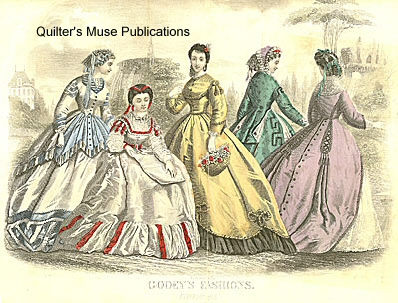 Quilter's Muse Publications
GODEY'S FASHIONS.